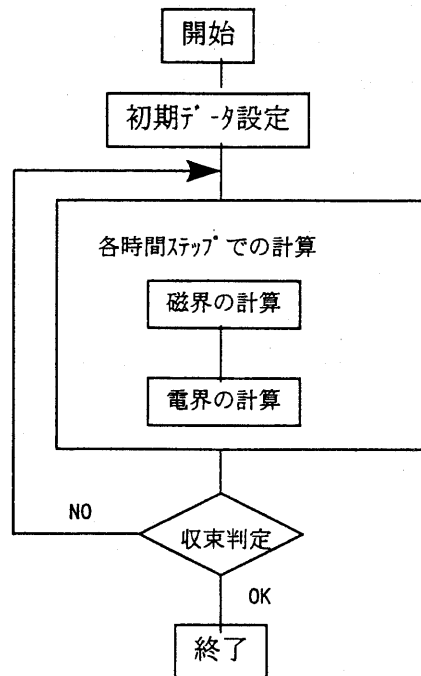 開始
初期ﾃﾞｰﾀ設定
各時間ｽﾃｯﾌﾟでの計算
磁界の計算
電界の計算
収束判定
NO
OK
終了